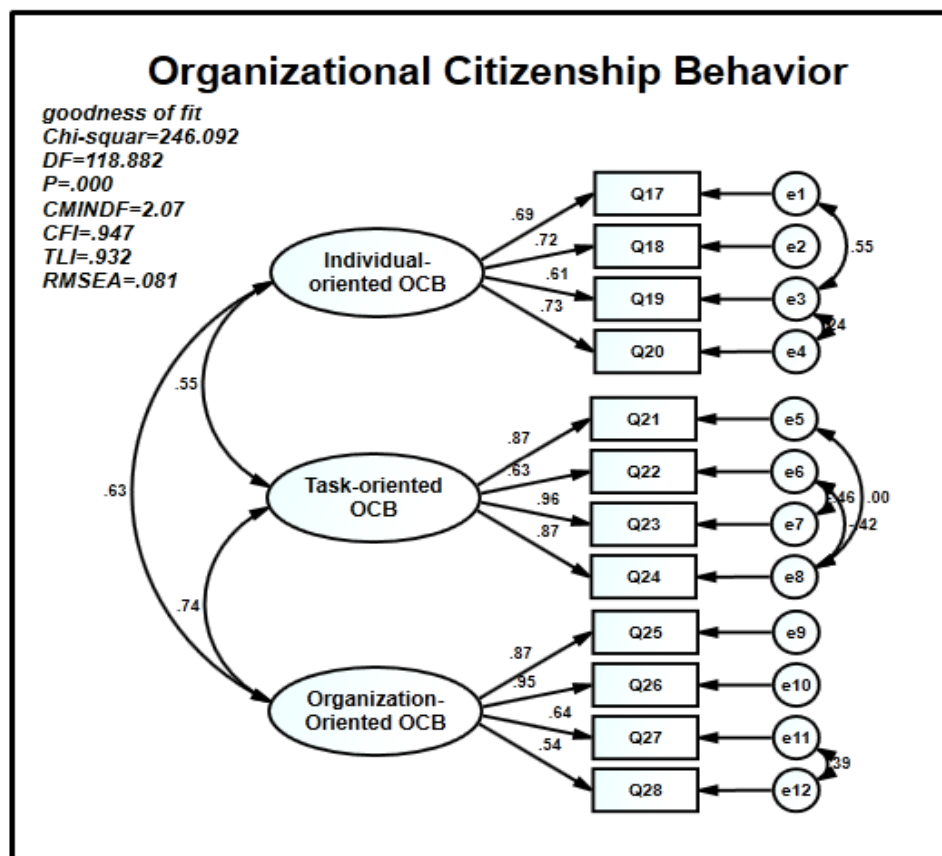 Organizational Citizenship Behavior
goodness of fit
Chi-squar=246.092
DF=118.882
P=.000
CMINDF=2.07
CFI=.947
TLI=.932
RMSEA=.081
Individual-
oriented OCB
Task-oriented
OCB
Organization-
Oriented OCB
.55
.63
.74
.69
.72
.61
.73
.87
.63
.96
.87
.87
.95
.64
.54
Q17
Q18
Q19
Q20
Q21
Q22
Q23
Q24
Q25
Q26
Q27
Q28
e1
e2
e3
e4
e5
e6
e7
e8
e9
e10
e11
e12
.55
.24
.00
-.46
-.42
.39